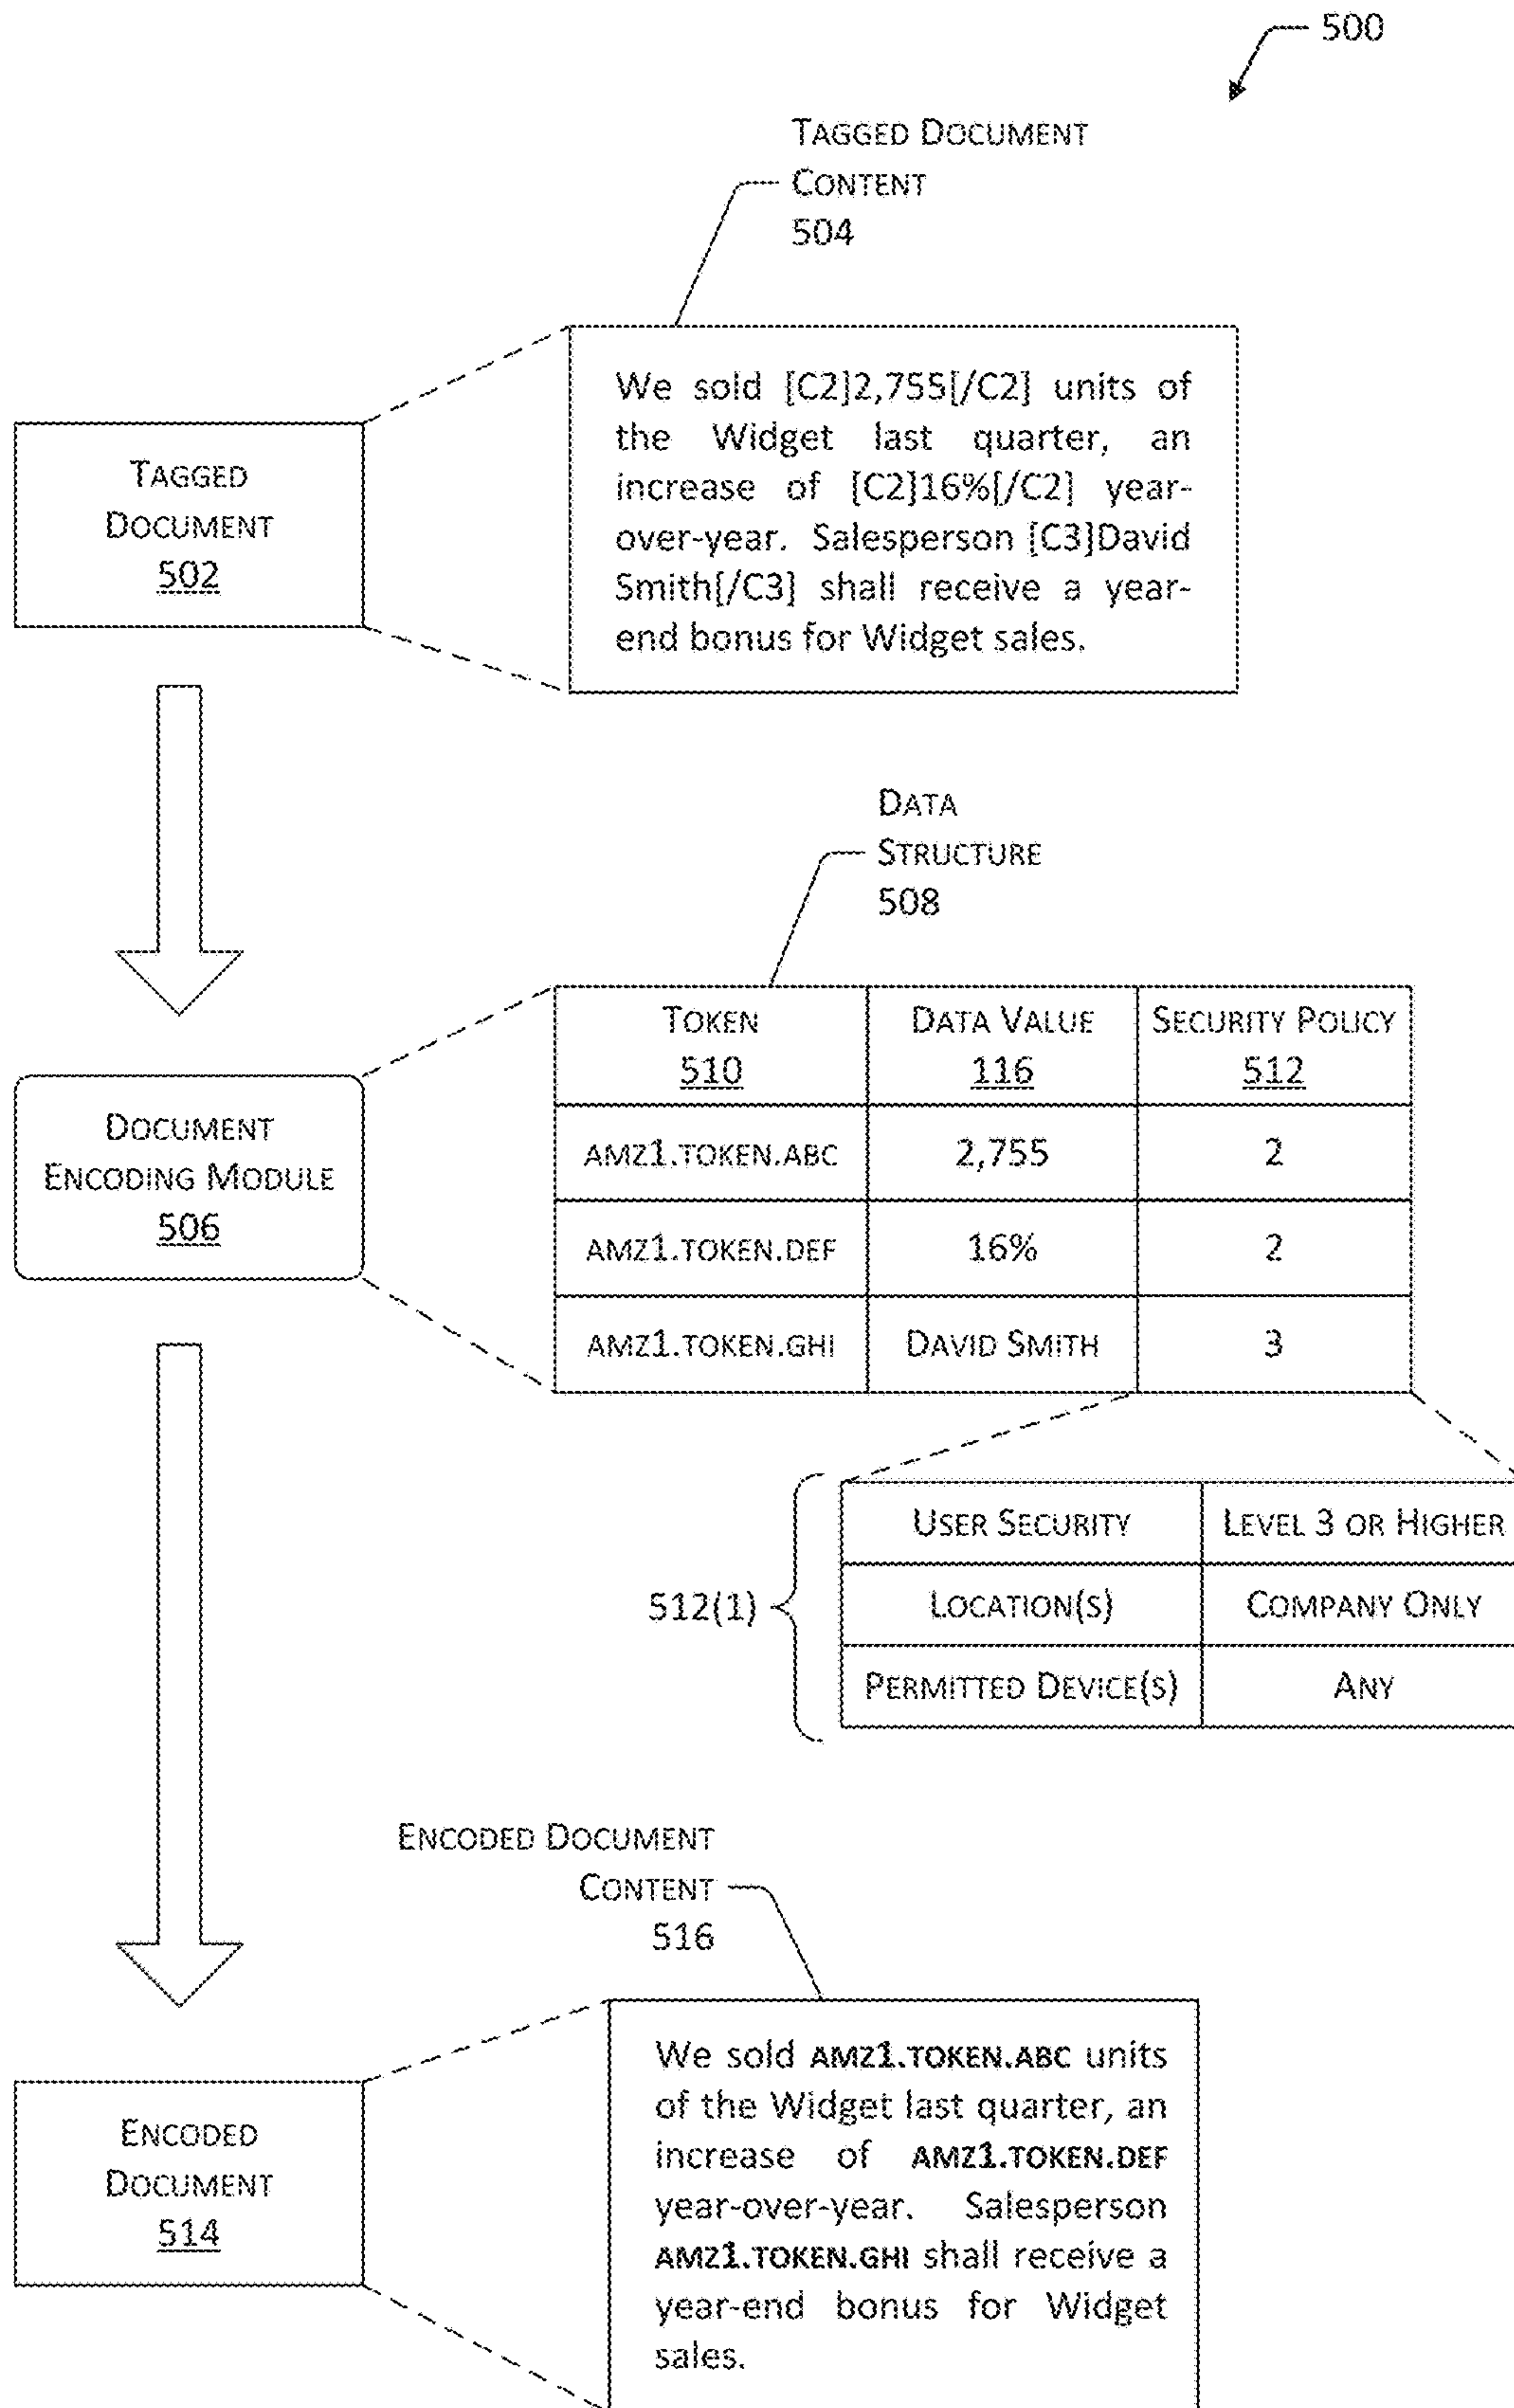 500
TAGGED DOCUMENT
CONTENT
504
We sold [C2]2,755[/C2] units of
the Widget last quarter, an
increase of [C2]16%[/C2] year-
over-year. Salesperson [C3]David
Smith[/C3] shall receive a year-
end bonus for Widget sales.
TAGGED
DOCUMENT
502
DATA
STRUCTURE
508
TOKEN DATA VALUE SECURITY POLICY
510 116 512
AMZ1.TOKEN.ABC 2,755 2
AMZ1.TOKEN.DEF 16% 2
AMZ1.TOKEN.GHI DAVID SMITH 3
DOCUMENT
ENCODING MODULE
506
512(1)
USER SECURITY LEVEL 3 OR HIGHER
LOCATION(S) COMPANY ONLY
PERMITTED DEVICE(S) ANY
ENCODED DOCUMENT
CONTENT
516
We sold AMZ1.TOKEN.ABC units
of the Widget last quarter, an
increase of AMZ1.TOKEN.DEF
year-over-year. Salesperson
AMZ1.TOKEN.GHI shall receive a
year-end bonus for Widget
sales.
ENCODED
DOCUMENT
514